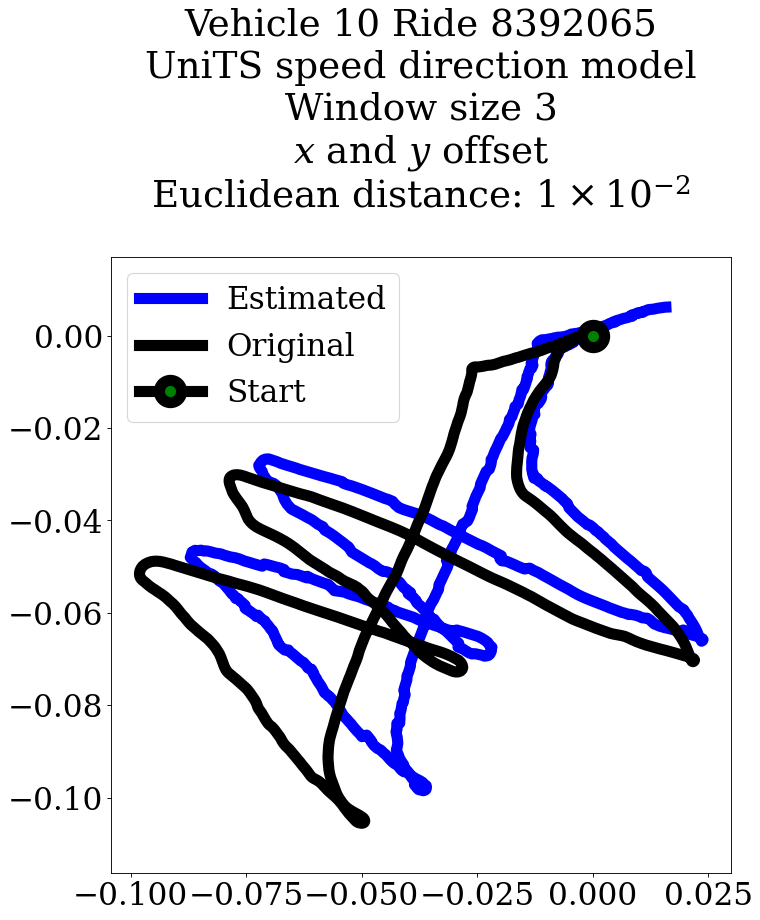 Vehicle 10 Ride 8392065
UniTS speed direction model
Window size 3
x and y offset
Euclidean distance: 1 × 10⁻²
Estimated
Original
Start
0.00
−0.02
−0.04
−0.06
−0.08
−0.10
−0.100 −0.075 −0.050 −0.025 0.000 0.025